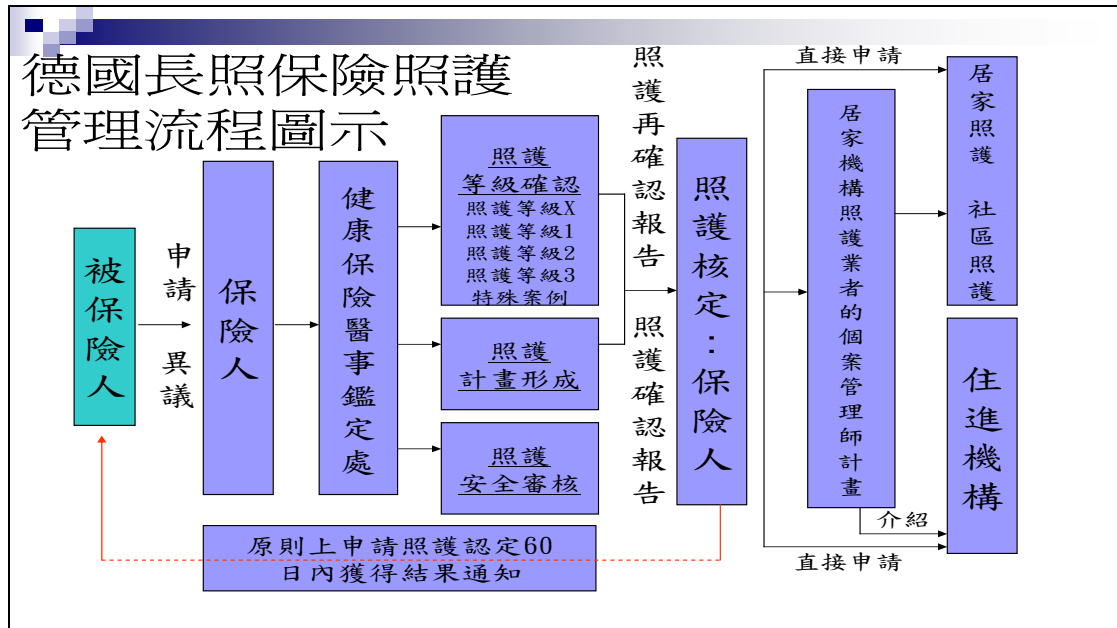 德國長照保險照護
管理流程圖示
被保險人
申請 異議
保險人
健康保險醫事鑑定處
照護
等級確認
照護等級X
照護等級1
照護等級2
照護等級3
特殊案例
照護
計畫形成
照護
安全審核
照護再確認報告 照護確認報告
照護核定：保險人
直接申請
居家機構照護業者的個案管理師計畫
居家照護 社區照護
住進機構
介紹
直接申請
原則上申請照護認定60
日內獲得結果通知